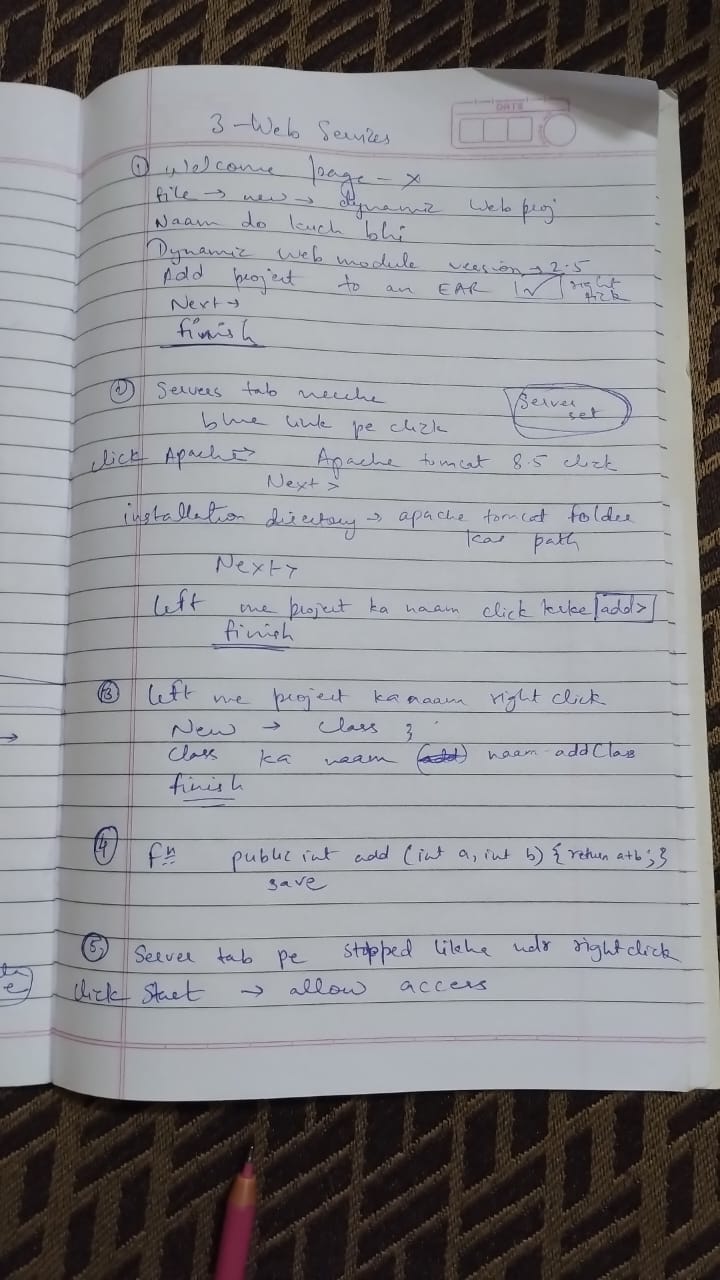 DATE
3 - Web Services
① Welcome page - x
file → new → dynamic Web proj
Naam do kuch bhi
Dynamic web module version → 2.5
Add project to an EAR ✓ right tick
Next →
finish
② Servers tab neeche
Server set
blue link pe click
click Apache> Apache tomcat 8.5 click
Next >
installation directory → apache tomcat folder
kae path
Next >
left me project ka naam click krke add>
finish
③ left me project ka naam right click
New → class ;
Class ka naam (add) naam - addClass
finish
④ fn public int add (int a, int b) { return a+b; }
save
⑤ Server tab pe stopped likha udr right click
click Start → allow access